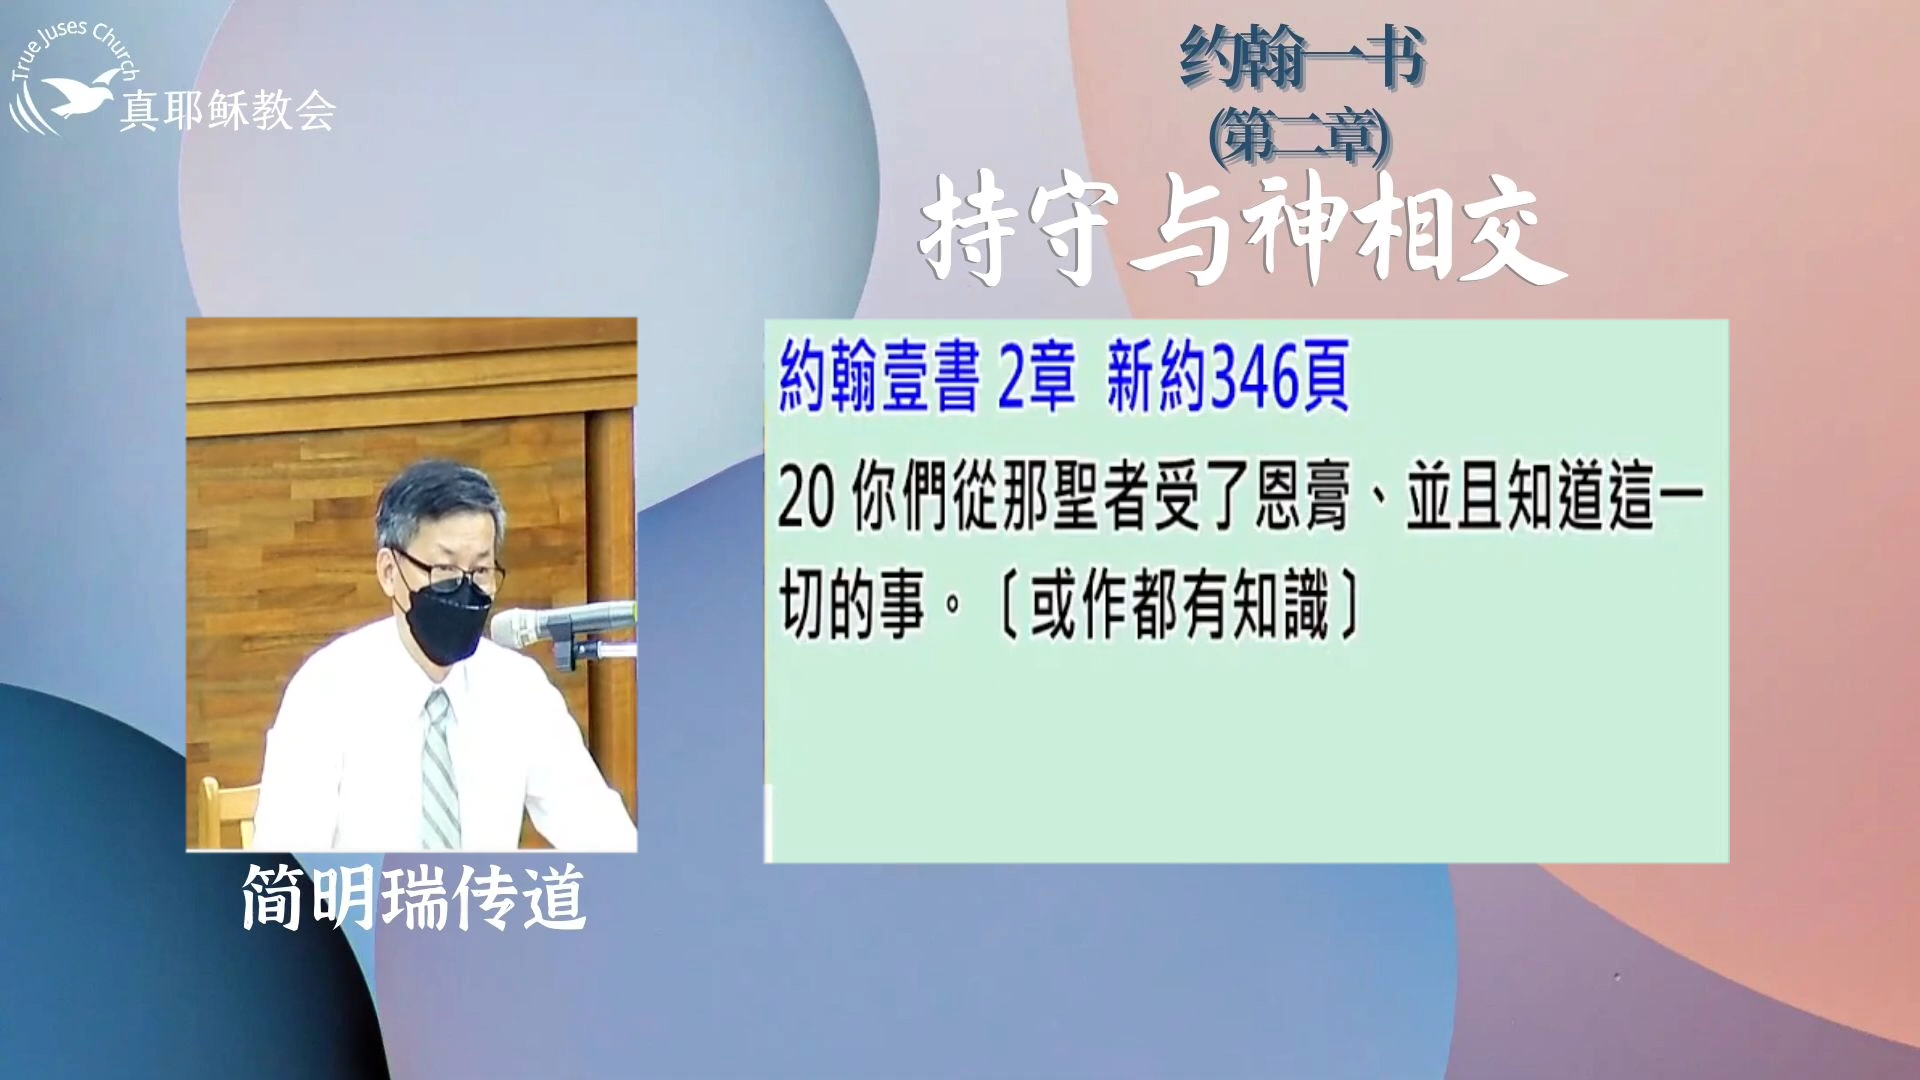 True Juses Church
真耶稣教会
约翰一书
(第二章)
持守与神相交
約翰壹書 2章 新約346頁
20 你們從那聖者受了恩膏、並且知道這一
切的事。〔或作都有知識〕
简明瑞传道